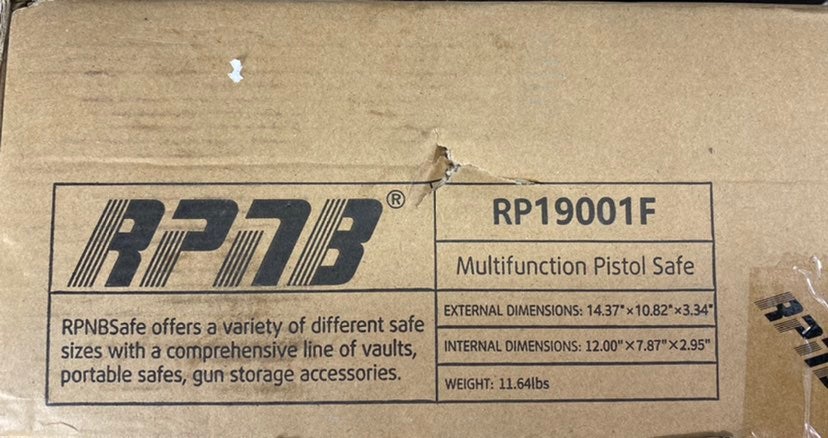 RPNB®
RPNBSafe offers a variety of different safe
sizes with a comprehensive line of vaults,
portable safes, gun storage accessories.
RP19001F
Multifunction Pistol Safe
EXTERNAL DIMENSIONS: 14.37"×10.82"×3.34"
INTERNAL DIMENSIONS: 12.00"×7.87"×2.95"
WEIGHT: 11.64lbs